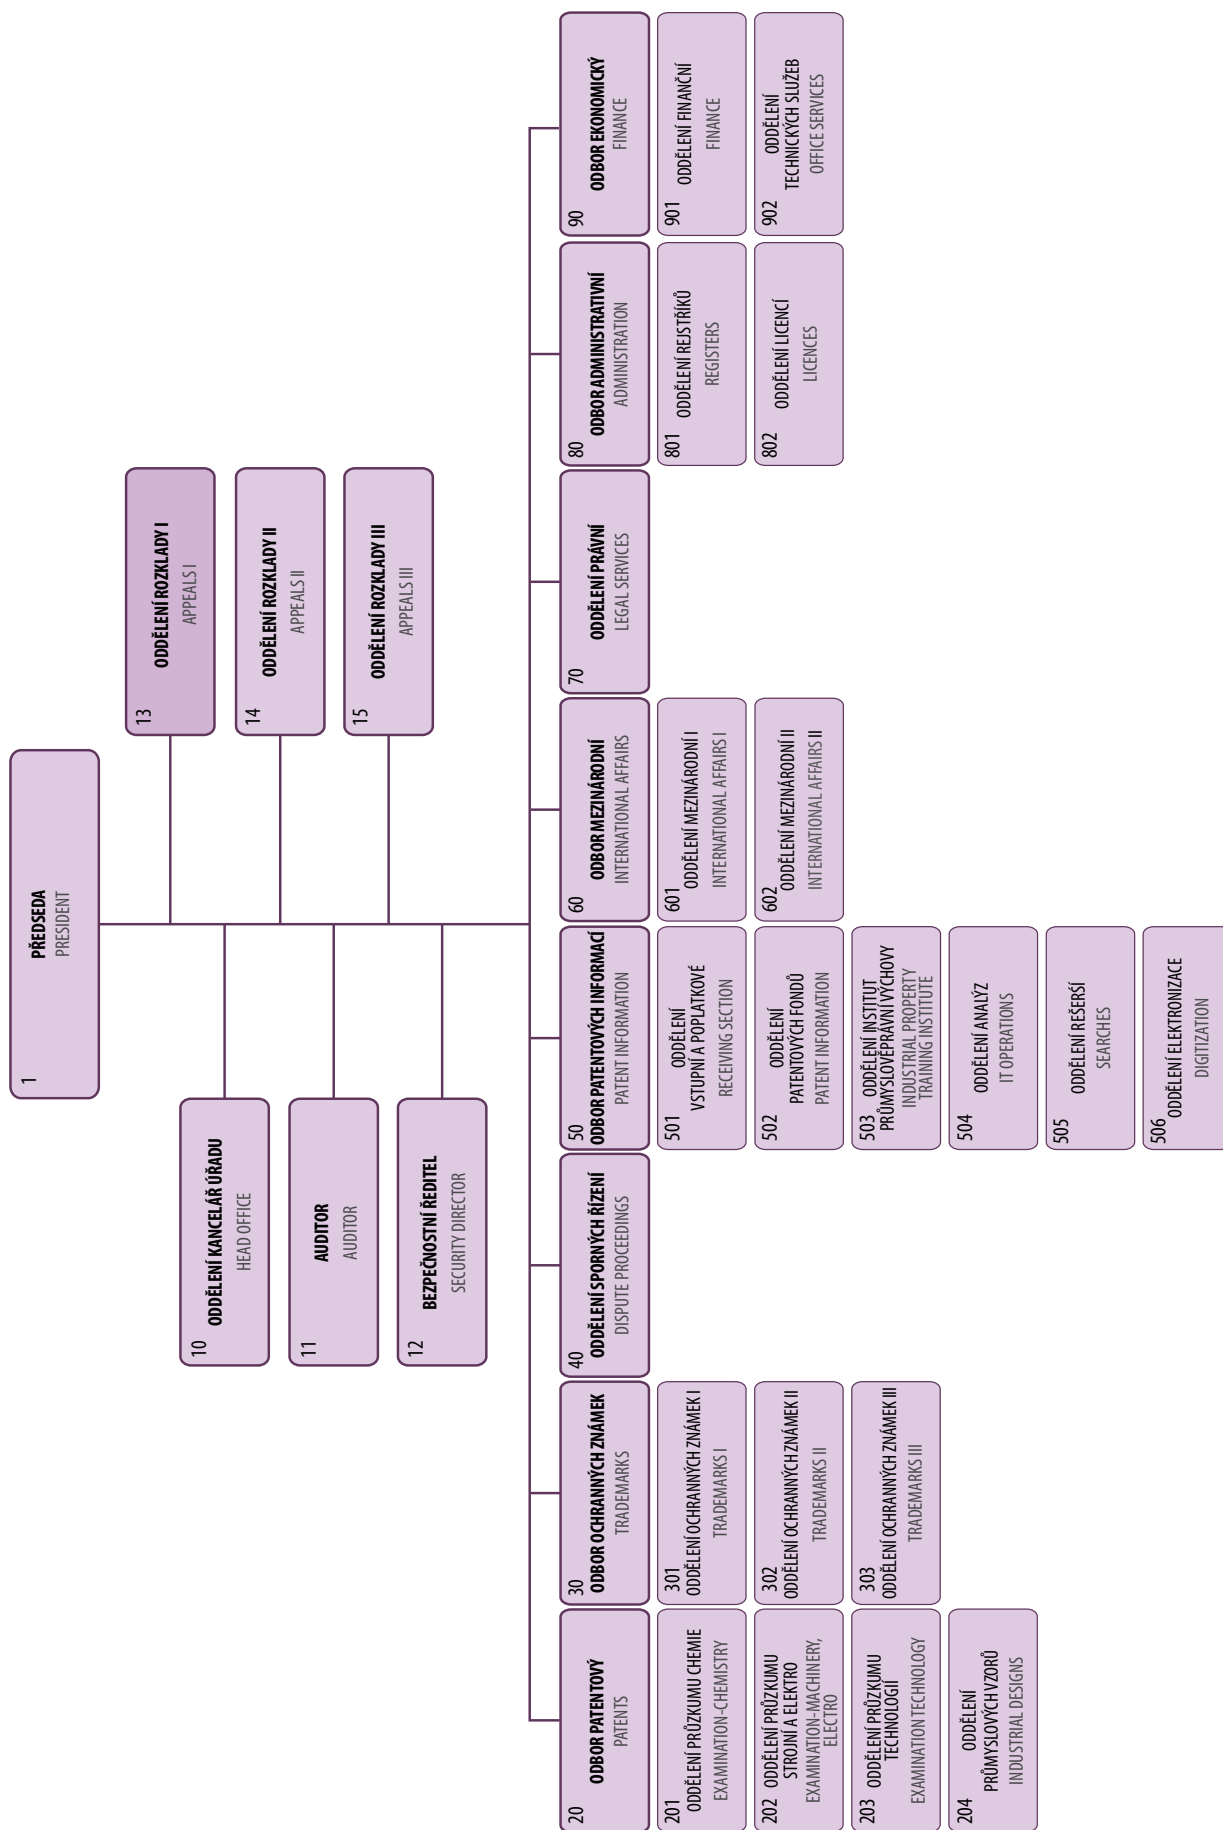 1
PŘEDSEDA
PRESIDENT
10
ODDĚLENÍ KANCELÁŘ ÚŘADU
HEAD OFFICE
11
AUDITOR
AUDITOR
12
BEZPEČNOSTNÍ ŘEDITEL
SECURITY DIRECTOR
13
ODDĚLENÍ ROZKLADY I
APPEALS I
14
ODDĚLENÍ ROZKLADY II
APPEALS II
15
ODDĚLENÍ ROZKLADY III
APPEALS III
20
ODBOR PATENTOVÝ
PATENTS
201
ODDĚLENÍ PRŮZKUMU CHEMIE
EXAMINATION-CHEMISTRY
202 ODDĚLENÍ PRŮZKUMU
STROJNÍ A ELEKTRO
EXAMINATION-MACHINERY,
ELECTRO
203 ODDĚLENÍ PRŮZKUMU
TECHNOLOGIÍ
EXAMINATION TECHNOLOGY
204
ODDĚLENÍ
PRŮMYSLOVÝCH VZORŮ
INDUSTRIAL DESIGNS
30
ODBOR OCHRANNÝCH ZNÁMEK
TRADEMARKS
301
ODDĚLENÍ OCHRANNÝCH ZNÁMEK I
TRADEMARKS I
302
ODDĚLENÍ OCHRANNÝCH ZNÁMEK II
TRADEMARKS II
303
ODDĚLENÍ OCHRANNÝCH ZNÁMEK III
TRADEMARKS III
40
ODDĚLENÍ SPORNÝCH ŘÍZENÍ
DISPUTE PROCEEDINGS
50
ODBOR PATENTOVÝCH INFORMACÍ
PATENT INFORMATION
501
ODDĚLENÍ
VSTUPNÍ A POPLATKOVÉ
RECEIVING SECTION
502
ODDĚLENÍ
PATENTOVÝCH FONDŮ
PATENT INFORMATION
503 ODDĚLENÍ INSTITUT
PRŮMYSLOVĚPRÁVNÍ VÝCHOVY
INDUSTRIAL PROPERTY
TRAINING INSTITUTE
504
ODDĚLENÍ ANALÝZ
IT OPERATIONS
505
ODDĚLENÍ REŠERŠÍ
SEARCHES
506
ODDĚLENÍ ELEKTRONIZACE
DIGITIZATION
60
ODBOR MEZINÁRODNÍ
INTERNATIONAL AFFAIRS
601
ODDĚLENÍ MEZINÁRODNÍ I
INTERNATIONAL AFFAIRS I
602
ODDĚLENÍ MEZINÁRODNÍ II
INTERNATIONAL AFFAIRS II
70
ODDĚLENÍ PRÁVNÍ
LEGAL SERVICES
80
ODBOR ADMINISTRATIVNÍ
ADMINISTRATION
801
ODDĚLENÍ REJSTŘÍKŮ
REGISTERS
802
ODDĚLENÍ LICENCÍ
LICENCES
90
ODBOR EKONOMICKÝ
FINANCE
901
ODDĚLENÍ FINANČNÍ
FINANCE
902
ODDĚLENÍ
TECHNICKÝCH SLUŽEB
OFFICE SERVICES